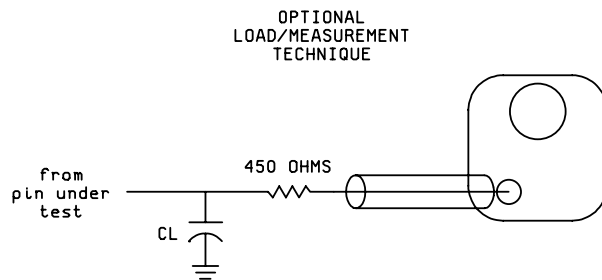 OPTIONAL
LOAD/MEASUREMENT
TECHNIQUE
450 OHMS
from
pin under
test
CL